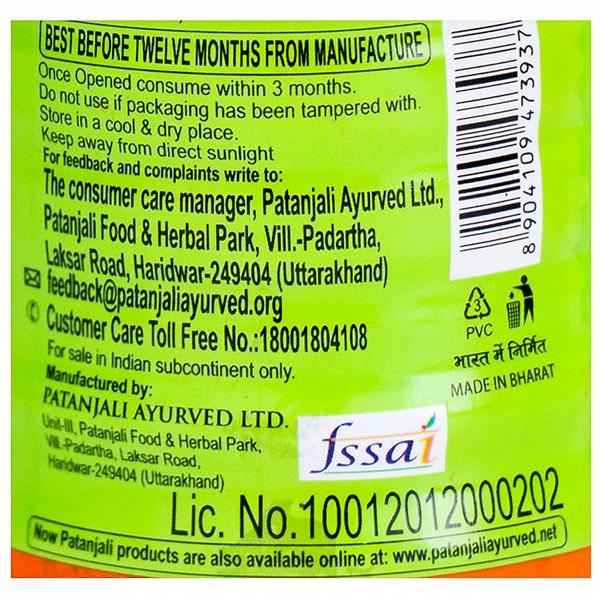 BEST BEFORE TWELVE MONTHS FROM MANUFACTURE
Once Opened consume within 3 months.
Do not use if packaging has been tampered with.
Store in a cool & dry place.
Keep away from direct sunlight
For feedback and complaints write to:
The consumer care manager, Patanjali Ayurved Ltd.,
Patanjali Food & Herbal Park, Vill.-Padartha,
Laksar Road, Haridwar-249404 (Uttarakhand)
feedback@patanjaliayurved.org
Customer Care Toll Free No.:18001804108
For sale in Indian subcontinent only.
Manufactured by:
PATANJALI AYURVED LTD.
Unit-III, Patanjali Food & Herbal Park,
Vill.-Padartha, Laksar Road,
Haridwar-249404 (Uttarakhand)
8 904109 473937
3
PVC
भारत में निर्मित
MADE IN BHARAT
fssai
Lic. No.10012012000202
Now Patanjali products are also available online at: www.patanjaliayurved.net